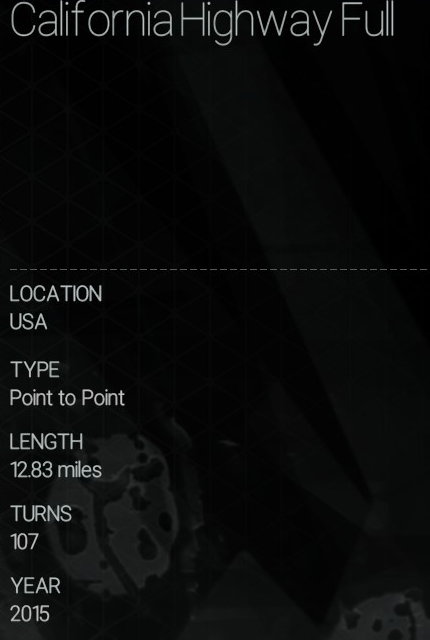 California Highway Full
LOCATION
USA
TYPE
Point to Point
LENGTH
12.83 miles
TURNS
107
YEAR
2015